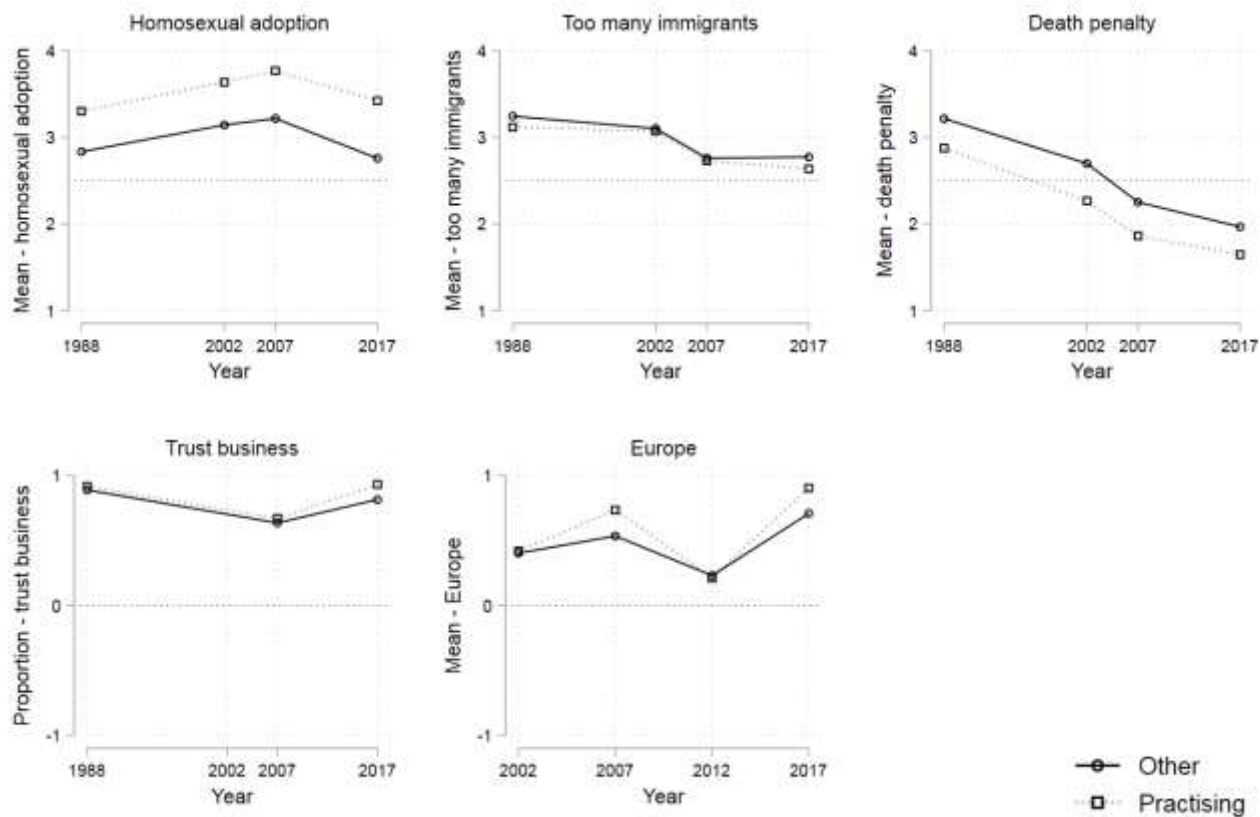 Homosexual adoption
Mean - homosexual adoption
4
3
2
1
1988 2002 2007 2017
Year
Too many immigrants
Mean - too many immigrants
4
3
2
1
1988 2002 2007 2017
Year
Death penalty
Mean - death penalty
4
3
2
1
1988 2002 2007 2017
Year
Trust business
Proportion - trust business
1
0
-1
1988 2002 2007 2017
Year
Europe
Mean - Europe
1
0
-1
2002 2007 2012 2017
Year
Other
Practising